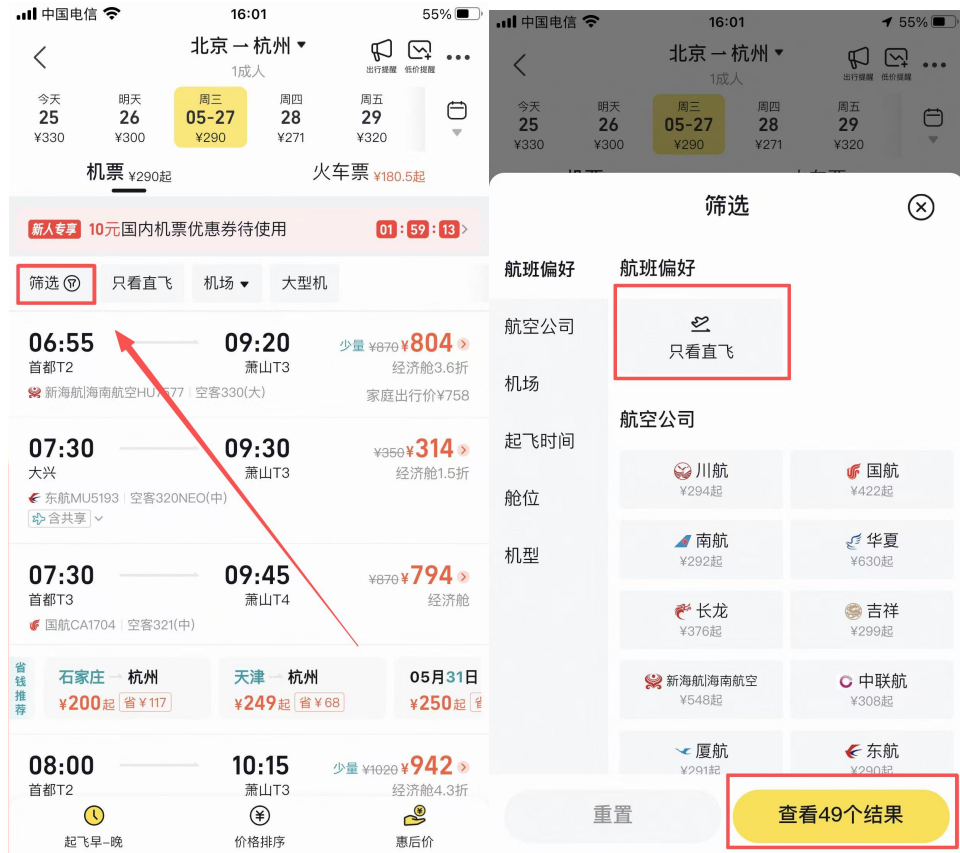 中国电信
16:01
55%
北京—杭州
1成人
出行提醒
低价提醒
今天
25
¥330
明天
26
¥300
周三
05-27
¥290
周四
28
¥271
周五
29
¥320
机票 ¥290起
火车票 ¥180.5起
新人专享 10元国内机票优惠券待使用 01:59:13
筛选
只看直飞
机场
大型机
06:55
09:20
少量 ¥870 ¥804
首都T2
萧山T3
经济舱3.6折
新海航|海南航空HU7577 空客330(大)
家庭出行价¥758
07:30
09:30
¥350 ¥314
大兴
萧山T3
经济舱1.5折
东航MU5193 空客320NEO(中)
含共享
07:30
09:45
¥870 ¥794
首都T3
萧山T4
经济舱
国航CA1704 空客321(中)
省钱推荐
石家庄 杭州
¥200起 省¥117
天津 杭州
¥249起 省¥68
05月31日
¥250起
08:00
10:15
少量 ¥1020 ¥942
首都T2
萧山T3
经济舱4.3折
起飞早-晚
价格排序
惠后价
中国电信
16:01
55%
北京—杭州
1成人
出行提醒
低价提醒
今天
25
¥330
明天
26
¥300
周三
05-27
¥290
周四
28
¥271
周五
29
¥320
筛选
航班偏好
航空公司
机场
起飞时间
舱位
机型
航班偏好
只看直飞
航空公司
川航
¥294起
国航
¥422起
南航
¥292起
华夏
¥630起
长龙
¥376起
吉祥
¥299起
新海航|海南航空
¥548起
中联航
¥308起
厦航
¥291起
东航
¥290起
重置
查看49个结果